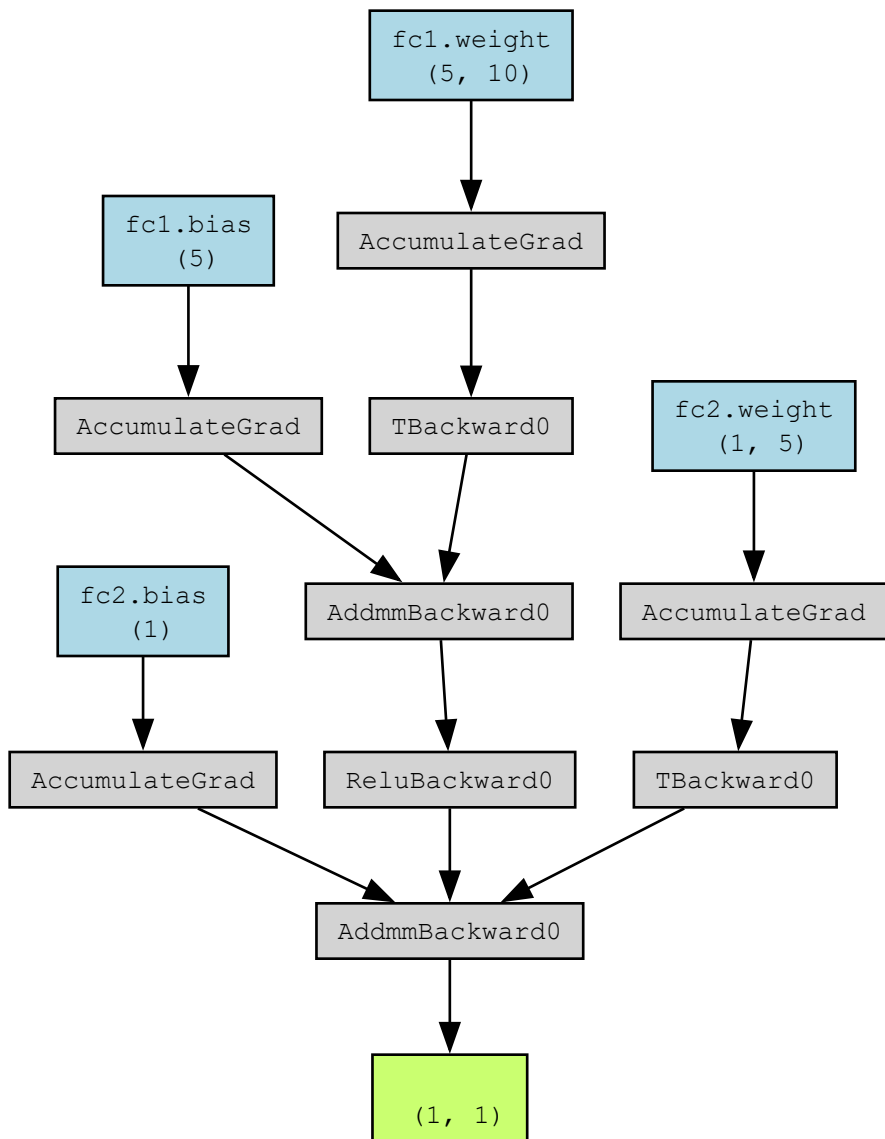 fc1.weight
(5, 10)
fc1.bias
(5)
AccumulateGrad
AccumulateGrad
TBackward0
fc2.weight
(1, 5)
fc2.bias
(1)
AddmmBackward0
AccumulateGrad
AccumulateGrad
ReluBackward0
TBackward0
AddmmBackward0
(1, 1)